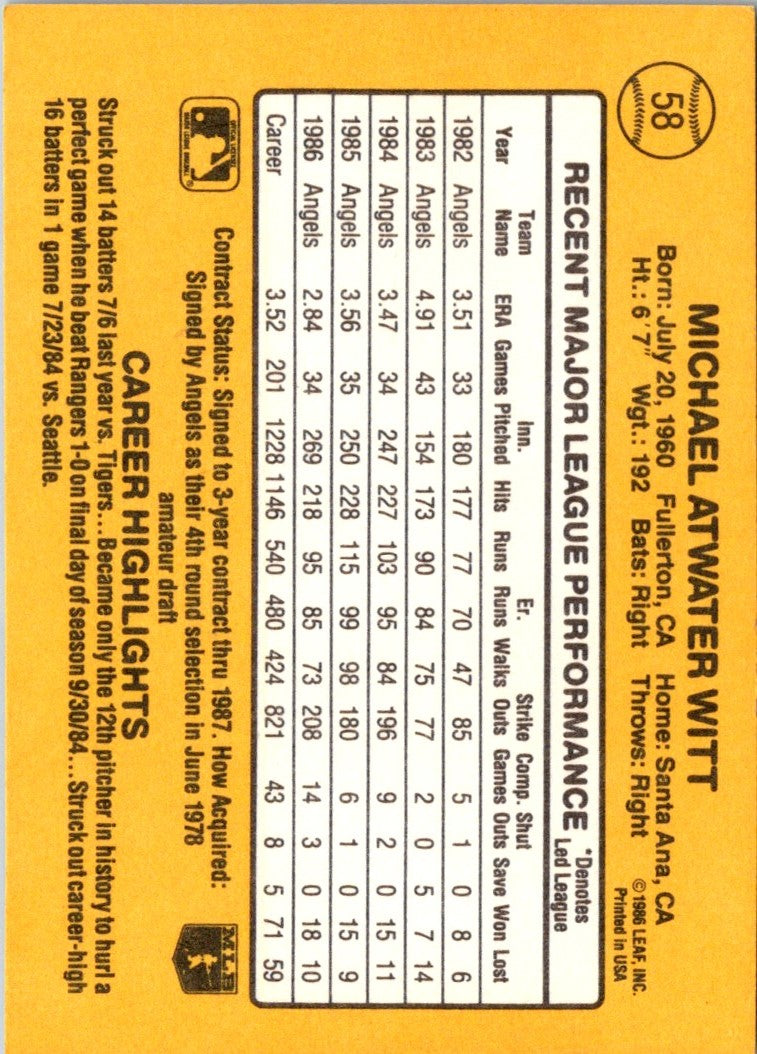 58
MICHAEL ATWATER WITT
Born: July 20, 1960 Fullerton, CA Home: Santa Ana, CA
Ht.: 6'7" Wgt.: 192 Bats: Right Throws: Right
©1986 LEAF, INC.
Printed in USA
RECENT MAJOR LEAGUE PERFORMANCE *Denotes
Led League
Team Inn. Er. Strike Comp. Shut
Year Name ERA Games Pitched Hits Runs Runs Walks Outs Games Outs Save Won Lost
1982 Angels 3.51 33 180 177 77 70 47 85 5 1 0 8 6
1983 Angels 4.91 43 154 173 90 84 75 77 2 0 5 7 14
1984 Angels 3.47 34 247 227 103 95 84 196 9 2 0 15 11
1985 Angels 3.56 35 250 228 115 99 98 180 6 1 0 15 9
1986 Angels 2.84 34 269 218 95 85 73 208 14 3 0 18 10
Career 3.52 201 1228 1146 540 480 424 821 43 8 5 71 59
Contract Status: Signed to 3-year contract thru 1987. How Acquired:
Signed by Angels as their 4th round selection in June 1978
amateur draft
MLB
CAREER HIGHLIGHTS
Struck out 14 batters 7/6 last year vs. Tigers...Became only the 12th pitcher in history to hurl a
perfect game when he beat Rangers 1-0 on final day of season 9/30/84...Struck out career-high
16 batters in 1 game 7/23/84 vs. Seattle.